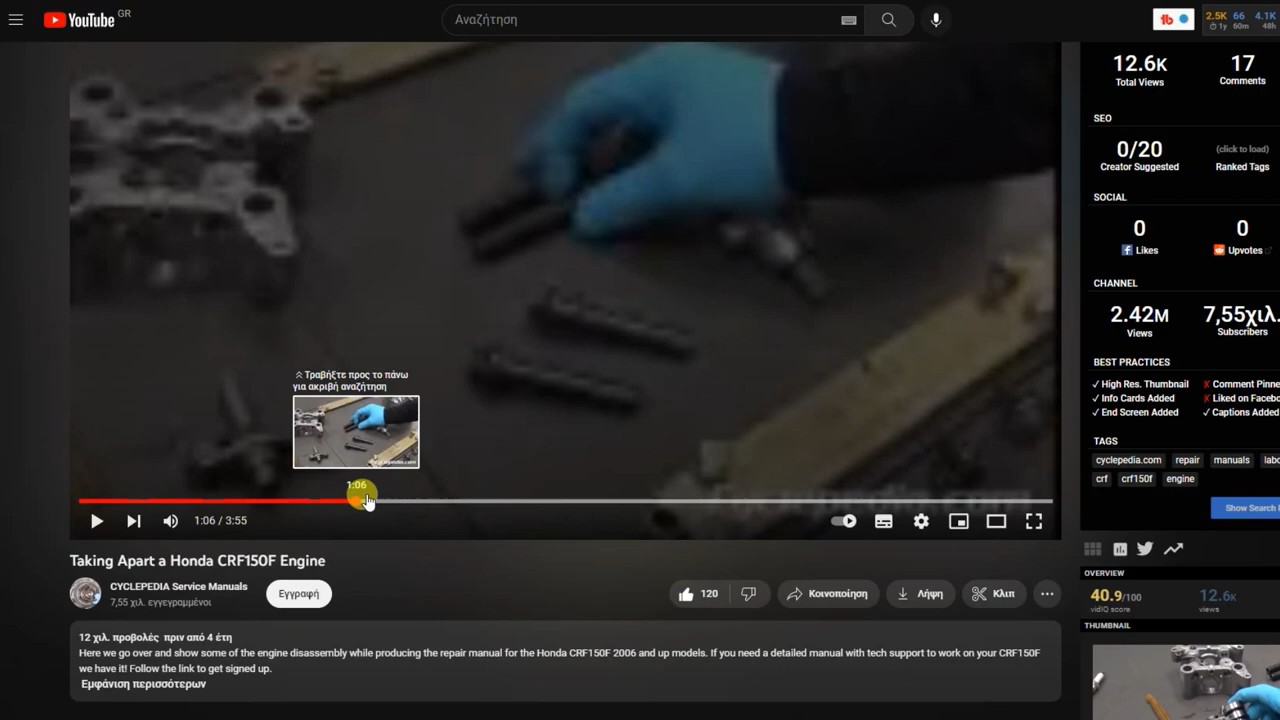 YouTube GR
Αναζήτηση
2.5K 66 4.1K
1y 60m 48h
12.6K 17
Total Views Comments
SEO
0/20 (click to load)
Creator Suggested Ranked Tags
SOCIAL
0 0
Likes Upvotes
CHANNEL
2.42M 7,55χιλ.
Views Subscribers
BEST PRACTICES
✓ High Res. Thumbnail ✗ Comment Pinne
✓ Info Cards Added ✗ Liked on Facebo
✓ End Screen Added ✓ Captions Added
TAGS
cyclepedia.com repair manuals labo
crf crf150f engine
Show Search
OVERVIEW
40.9/100 12.6K
vidIQ score views
THUMBNAIL
Τραβήξτε προς το πάνω
για ακριβή αναζήτηση
1:06
1:06 / 3:55
Taking Apart a Honda CRF150F Engine
CYCLEPEDIA Service Manuals
7,55 χιλ. εγγεγραμμένοι
Εγγραφή
120 Κοινοποίηση Λήψη Κλιπ
12 χιλ. προβολές πριν από 4 έτη
Here we go over and show some of the engine disassembly while producing the repair manual for the Honda CRF150F 2006 and up models. If you need a detailed manual with tech support to work on your CRF150F
we have it! Follow the link to get signed up.
Εμφάνιση περισσότερων